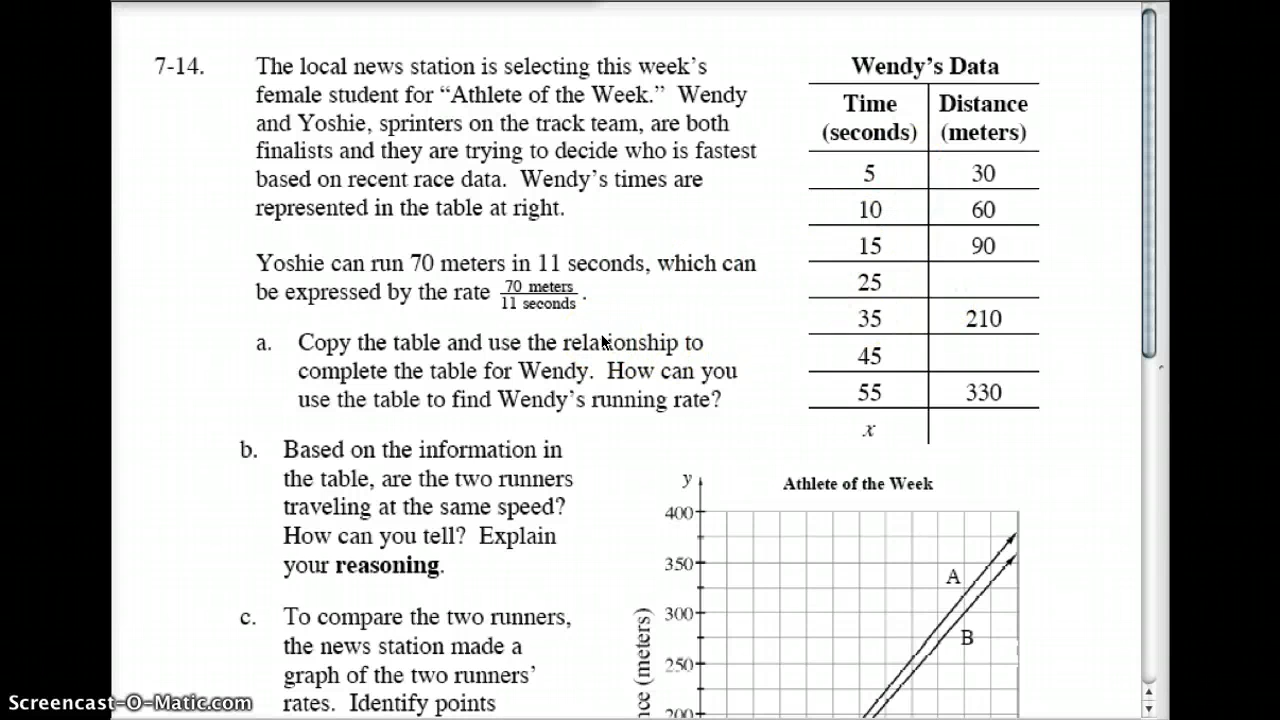 7-14. The local news station is selecting this week's
female student for “Athlete of the Week.” Wendy
and Yoshie, sprinters on the track team, are both
finalists and they are trying to decide who is fastest
based on recent race data. Wendy's times are
represented in the table at right.
Yoshie can run 70 meters in 11 seconds, which can
be expressed by the rate 70 meters / 11 seconds .
a. Copy the table and use the relationship to
complete the table for Wendy. How can you
use the table to find Wendy's running rate?
b. Based on the information in
the table, are the two runners
traveling at the same speed?
How can you tell? Explain
your reasoning.
c. To compare the two runners,
the news station made a
graph of the two runners'
rates. Identify points
Wendy's Data
Time Distance
(seconds) (meters)
5 30
10 60
15 90
25
35 210
45
55 330
x
y Athlete of the Week
400
350
300
250
200
A
B
nce (meters)
Screencast-O-Matic.com